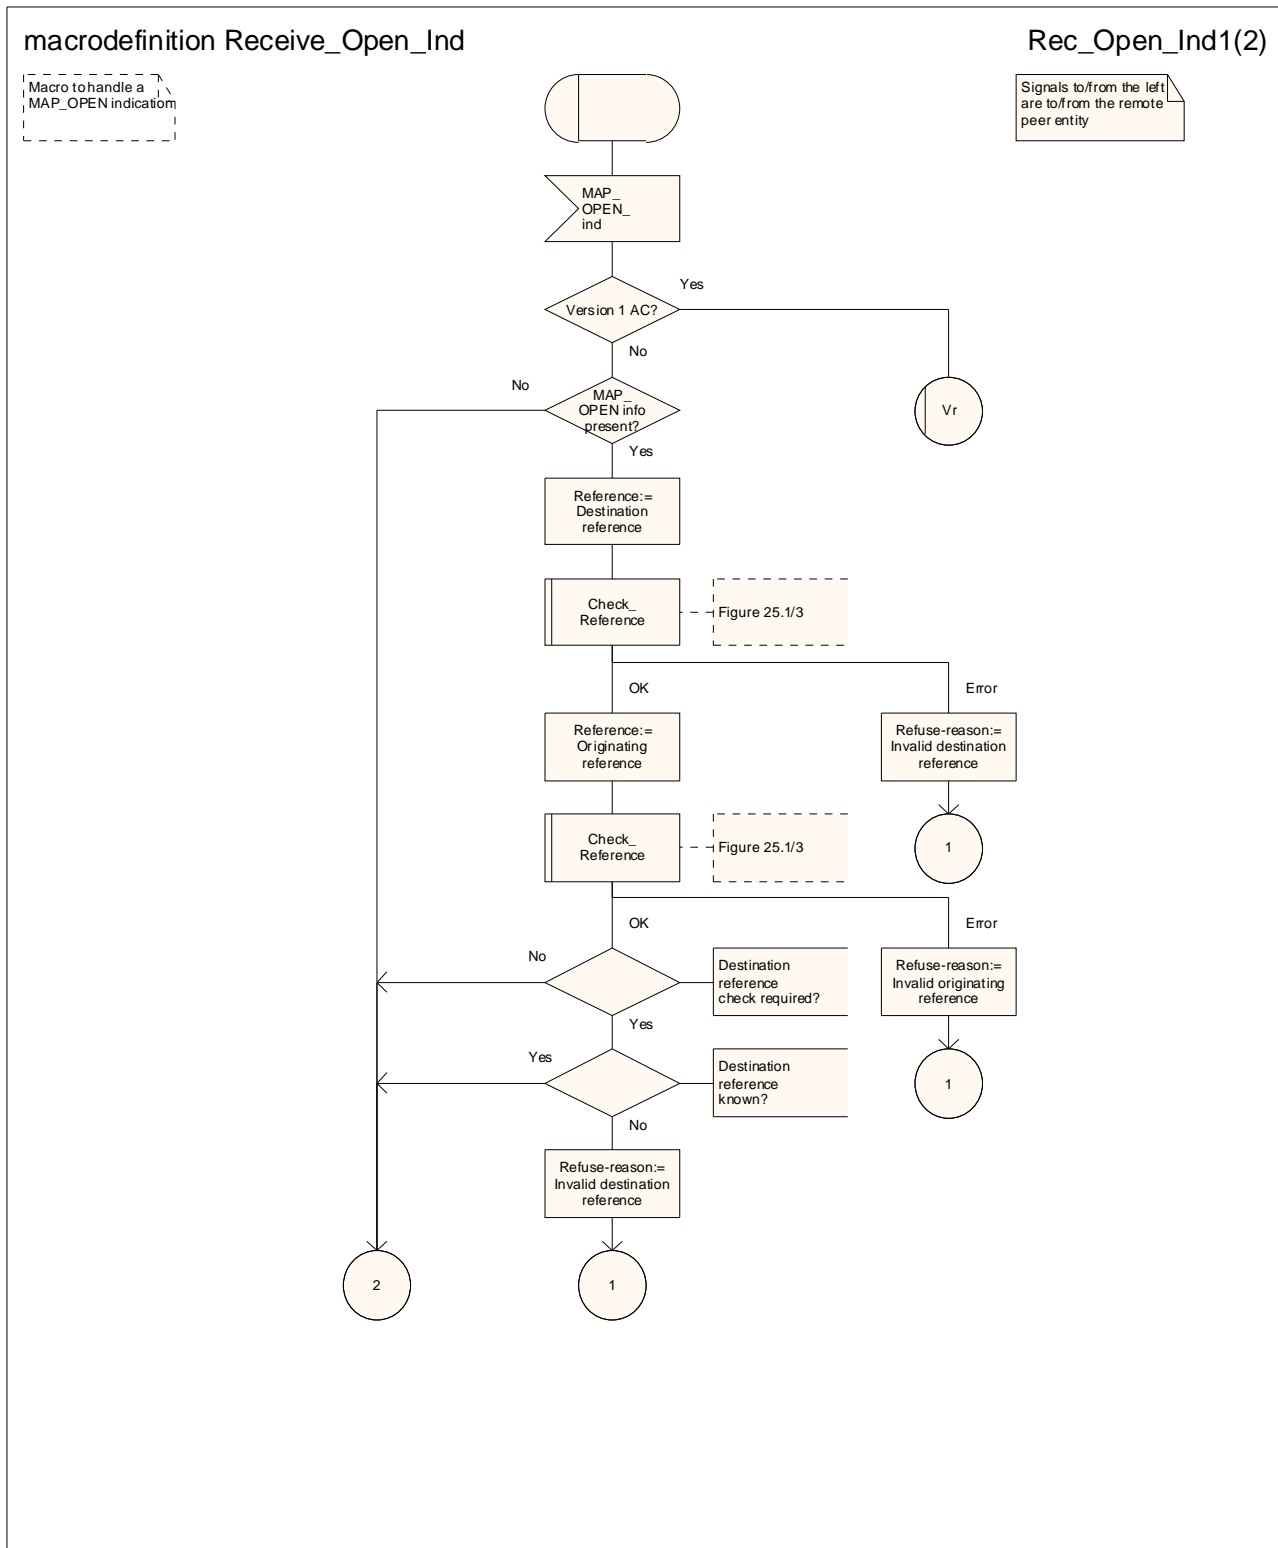 macrodefinition Receive_Open_Ind
Rec_Open_Ind1(2)
Macro to handle a
MAP_OPEN indication
Signals to/from the left
are to/from the remote
peer entity
MAP_
OPEN_
ind
Yes
Version 1 AC?
No
No
MAP_
OPEN info
present?
Vr
Yes
Reference:=
Destination
reference
Check_
Reference
Figure 25.1/3
OK
Error
Reference:=
Originating
reference
Refuse-reason:=
Invalid destination
reference
Check_
Reference
Figure 25.1/3
1
OK
Error
No
Destination
reference
check required?
Refuse-reason:=
Invalid originating
reference
Yes
Yes
Destination
reference
known?
1
No
Refuse-reason:=
Invalid destination
reference
2
1